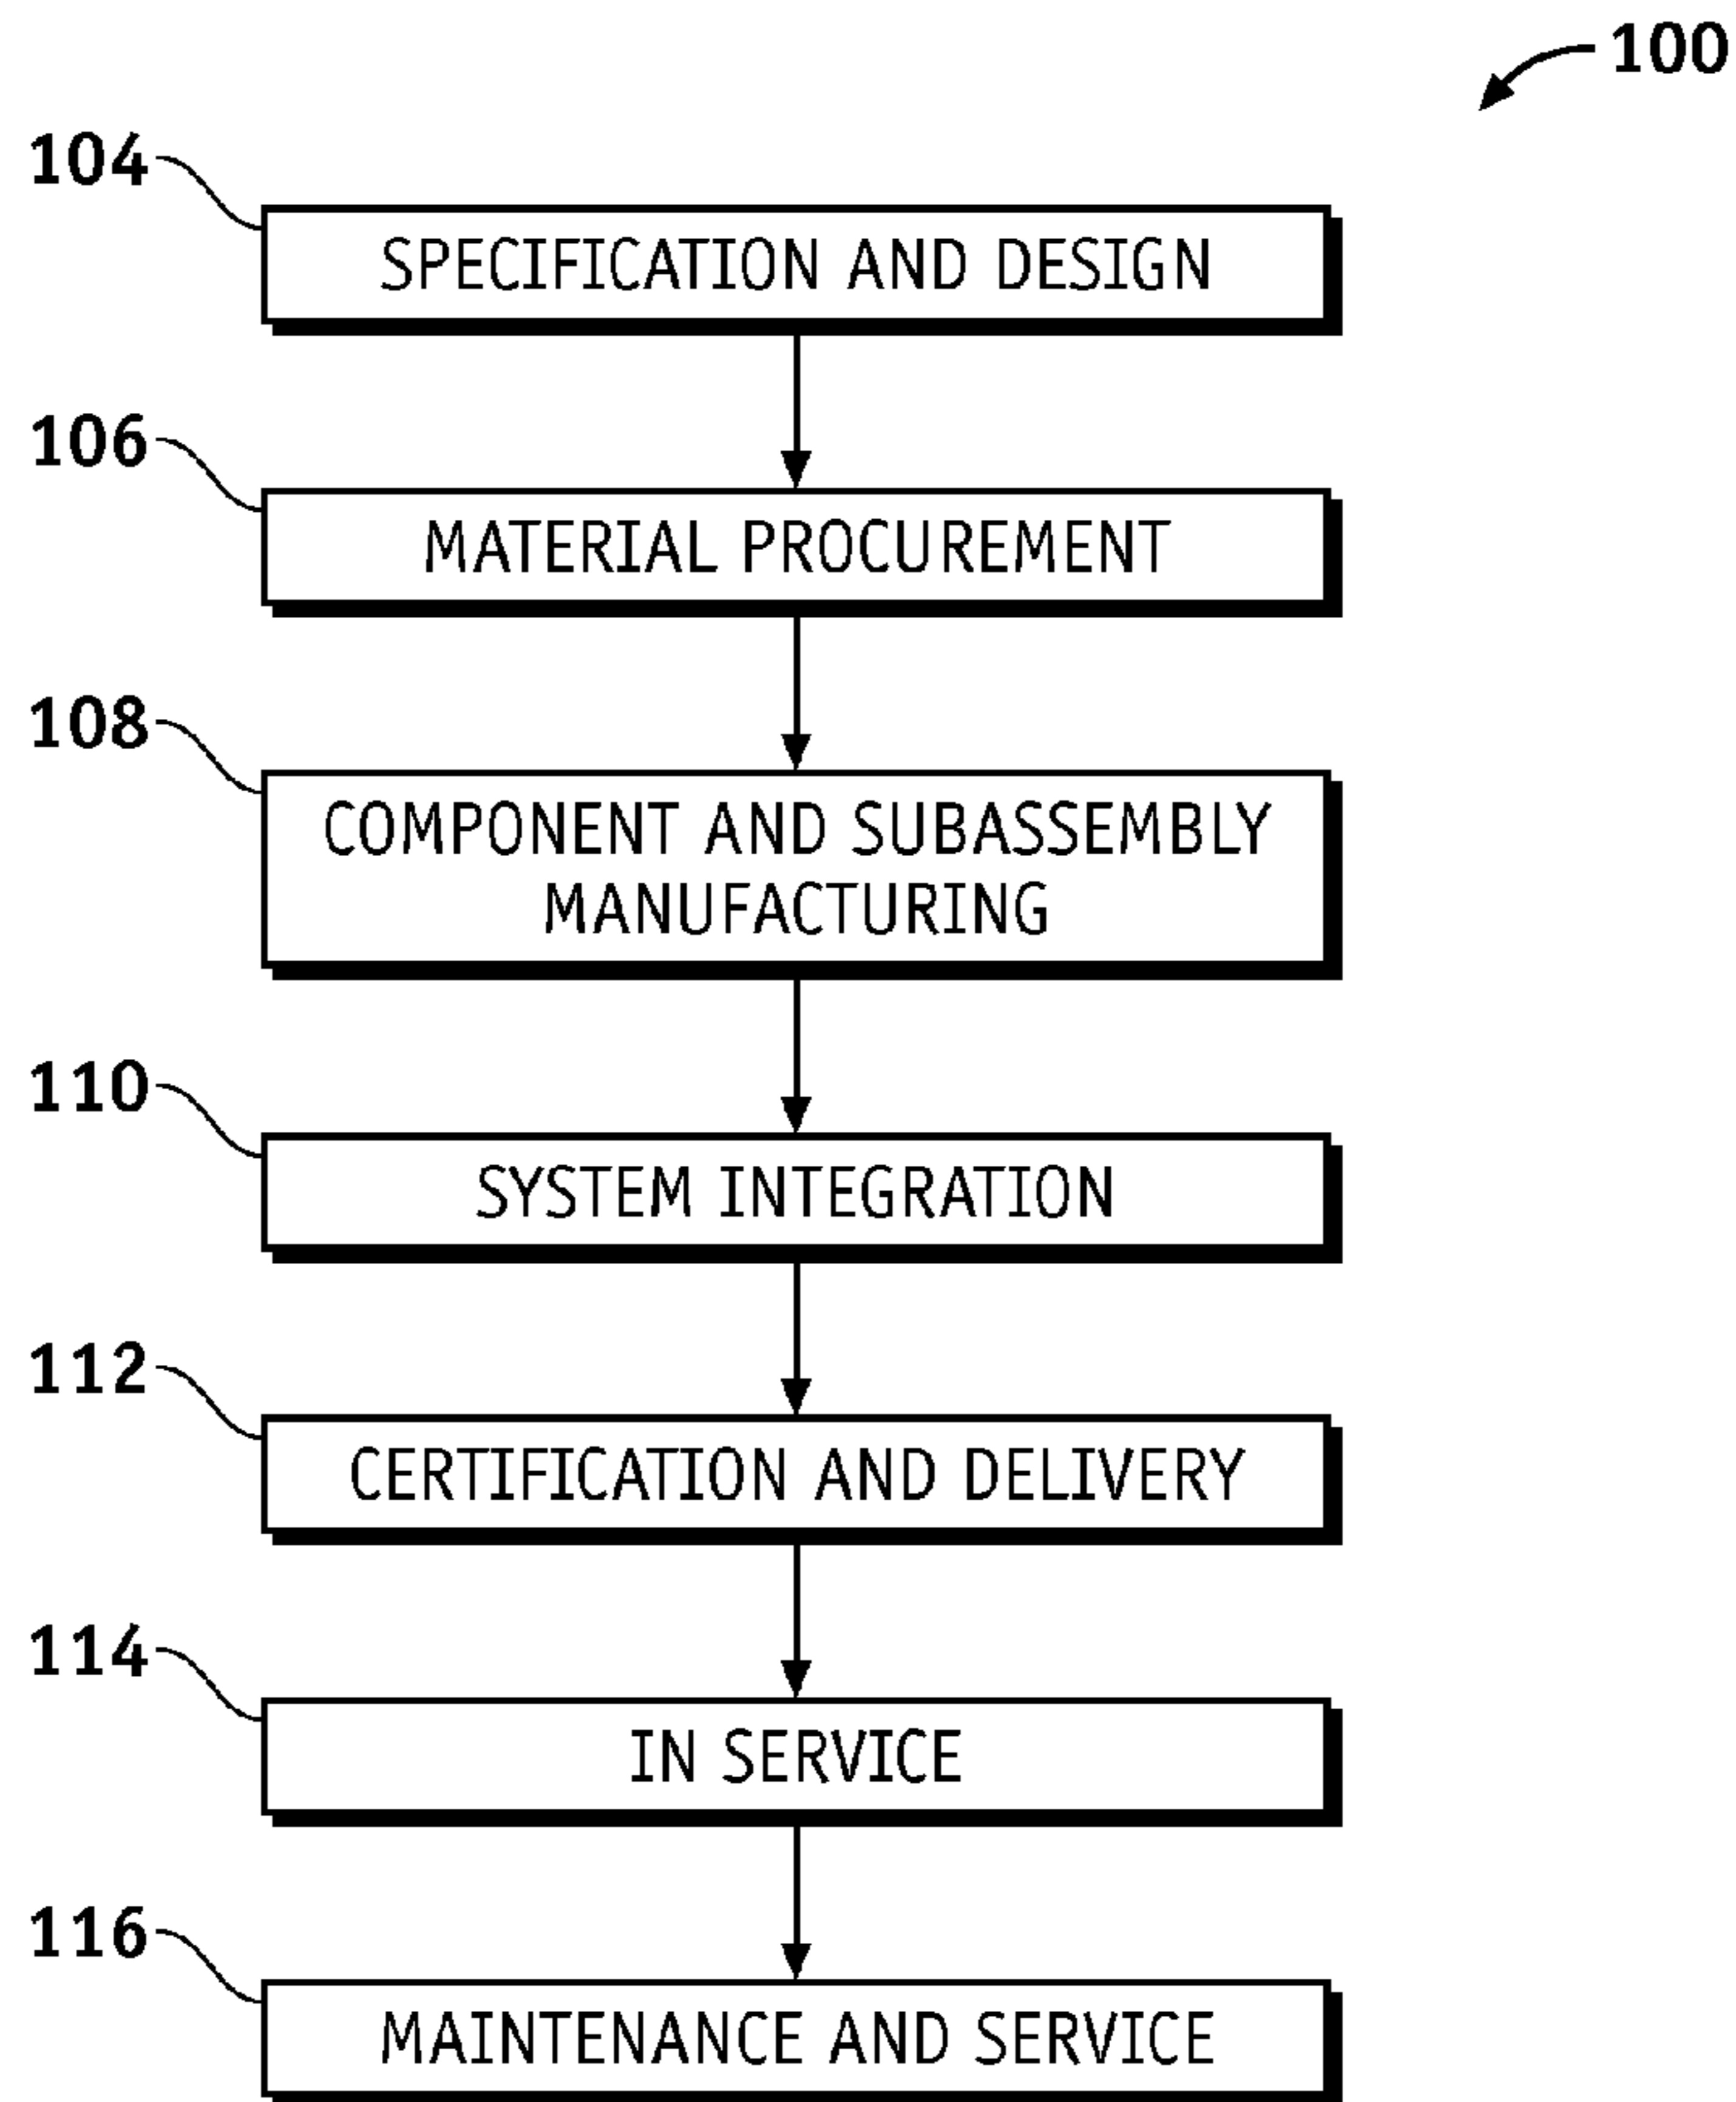 100
104
SPECIFICATION AND DESIGN
106
MATERIAL PROCUREMENT
108
COMPONENT AND SUBASSEMBLY
MANUFACTURING
110
SYSTEM INTEGRATION
112
CERTIFICATION AND DELIVERY
114
IN SERVICE
116
MAINTENANCE AND SERVICE